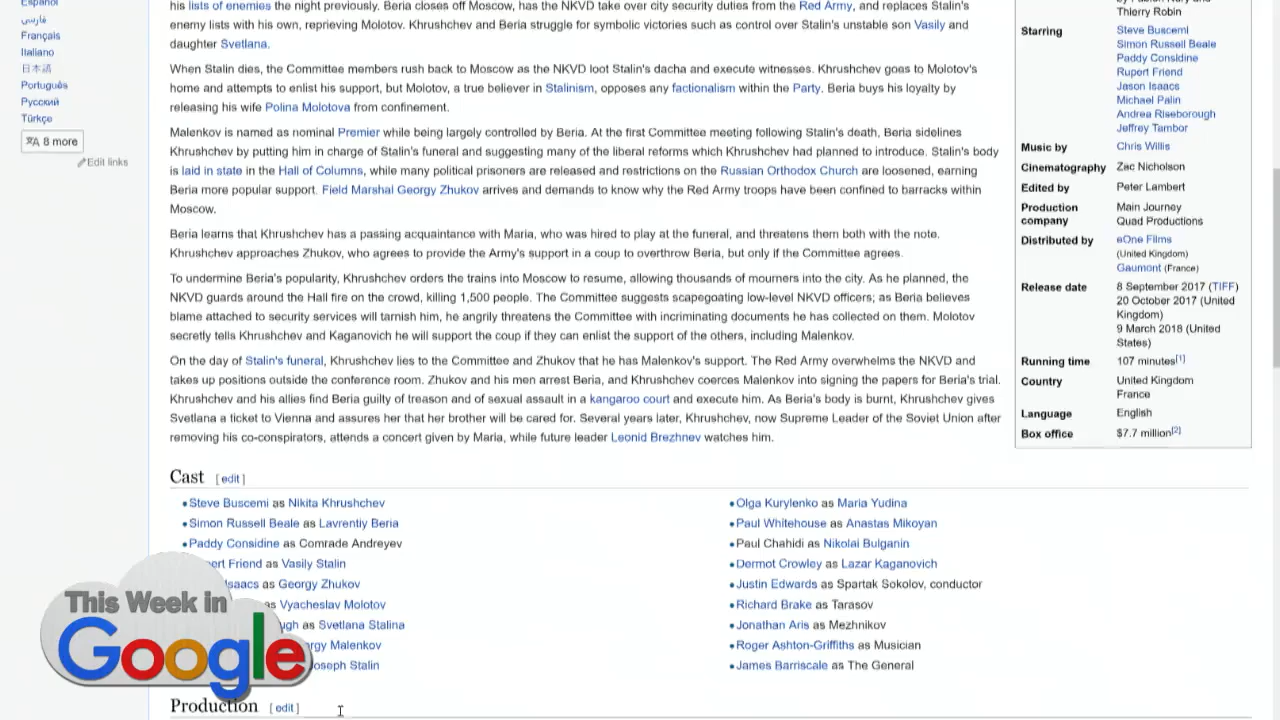 Español
فارسی
Français
Italiano
日本語
Português
Русский
Türkçe
8 more
Edit links
his lists of enemies the night previously. Beria closes off Moscow, has the NKVD take over city security duties from the Red Army, and replaces Stalin's
enemy lists with his own, reprieving Molotov. Khrushchev and Beria struggle for symbolic victories such as control over Stalin's unstable son Vasily and
daughter Svetlana.
When Stalin dies, the Committee members rush back to Moscow as the NKVD loot Stalin's dacha and execute witnesses. Khrushchev goes to Molotov's
home and attempts to enlist his support, but Molotov, a true believer in Stalinism, opposes any factionalism within the Party. Beria buys his loyalty by
releasing his wife Polina Molotova from confinement.
Malenkov is named as nominal Premier while being largely controlled by Beria. At the first Committee meeting following Stalin's death, Beria sidelines
Khrushchev by putting him in charge of Stalin's funeral and suggesting many of the liberal reforms which Khrushchev had planned to introduce. Stalin's body
is laid in state in the Hall of Columns, while many political prisoners are released and restrictions on the Russian Orthodox Church are loosened, earning
Beria more popular support. Field Marshal Georgy Zhukov arrives and demands to know why the Red Army troops have been confined to barracks within
Moscow.
Beria learns that Khrushchev has a passing acquaintance with Maria, who was hired to play at the funeral, and threatens them both with the note.
Khrushchev approaches Zhukov, who agrees to provide the Army's support in a coup to overthrow Beria, but only if the Committee agrees.
To undermine Beria's popularity, Khrushchev orders the trains into Moscow to resume, allowing thousands of mourners into the city. As he planned, the
NKVD guards around the Hall fire on the crowd, killing 1,500 people. The Committee suggests scapegoating low-level NKVD officers; as Beria believes
blame attached to security services will tarnish him, he angrily threatens the Committee with incriminating documents he has collected on them. Molotov
secretly tells Khrushchev and Kaganovich he will support the coup if they can enlist the support of the others, including Malenkov.
On the day of Stalin's funeral, Khrushchev lies to the Committee and Zhukov that he has Malenkov's support. The Red Army overwhelms the NKVD and
takes up positions outside the conference room. Zhukov and his men arrest Beria, and Khrushchev coerces Malenkov into signing the papers for Beria's trial.
Khrushchev and his allies find Beria guilty of treason and of sexual assault in a kangaroo court and execute him. As Beria's body is burnt, Khrushchev gives
Svetlana a ticket to Vienna and assures her that her brother will be cared for. Several years later, Khrushchev, now Supreme Leader of the Soviet Union after
removing his co-conspirators, attends a concert given by Maria, while future leader Leonid Brezhnev watches him.
Thierry Robin
Starring Steve Buscemi
Simon Russell Beale
Paddy Considine
Rupert Friend
Jason Isaacs
Michael Palin
Andrea Riseborough
Jeffrey Tambor
Music by Chris Willis
Cinematography Zac Nicholson
Edited by Peter Lambert
Production Main Journey
company Quad Productions
Distributed by eOne Films
(United Kingdom)
Gaumont (France)
Release date 8 September 2017 (TIFF)
20 October 2017 (United
Kingdom)
9 March 2018 (United
States)
Running time 107 minutes[1]
Country United Kingdom
France
Language English
Box office $7.7 million[2]
Cast [edit]
• Steve Buscemi as Nikita Khrushchev
• Simon Russell Beale as Lavrentiy Beria
• Paddy Considine as Comrade Andreyev
ert Friend as Vasily Stalin
Isaacs as Georgy Zhukov
as Vyacheslav Molotov
ugh as Svetlana Stalina
rgy Malenkov
oseph Stalin
• Olga Kurylenko as Maria Yudina
• Paul Whitehouse as Anastas Mikoyan
• Paul Chahidi as Nikolai Bulganin
• Dermot Crowley as Lazar Kaganovich
• Justin Edwards as Spartak Sokolov, conductor
• Richard Brake as Tarasov
• Jonathan Aris as Mezhnikov
• Roger Ashton-Griffiths as Musician
• James Barriscale as The General
This Week in
Google
Production [edit]